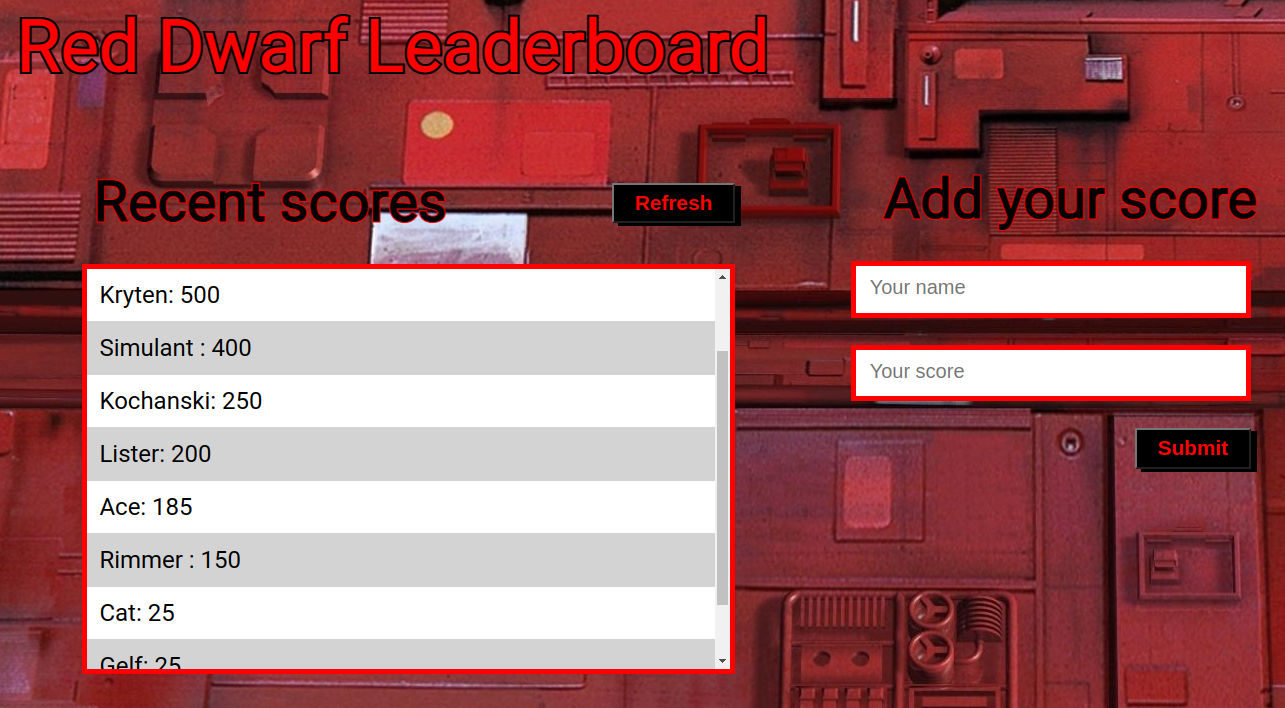 Red Dwarf Leaderboard
Recent scores
Refresh
Add your score
Kryten: 500
Simulant : 400
Kochanski: 250
Lister: 200
Ace: 185
Rimmer : 150
Cat: 25
Gelf: 25
Your name
Your score
Submit